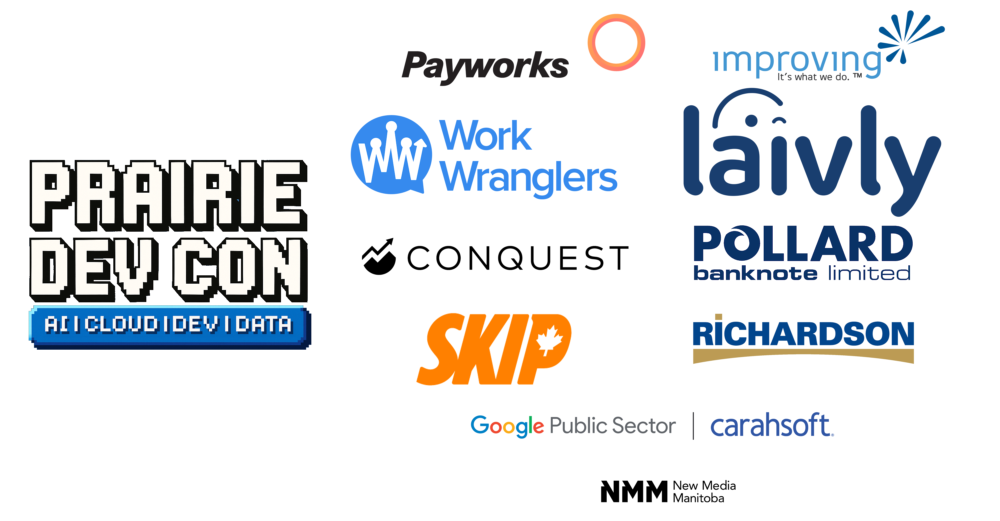 PRAIRIE
DEV CON
AI|CLOUD|DEV|DATA
Payworks
improving
It's what we do.™
WW
Work
Wranglers
laivly
CONQUEST
POLLARD
banknote limited
SKIP
RiCHARDSON
Google Public Sector | carahsoft®
NMM
New Media
Manitoba